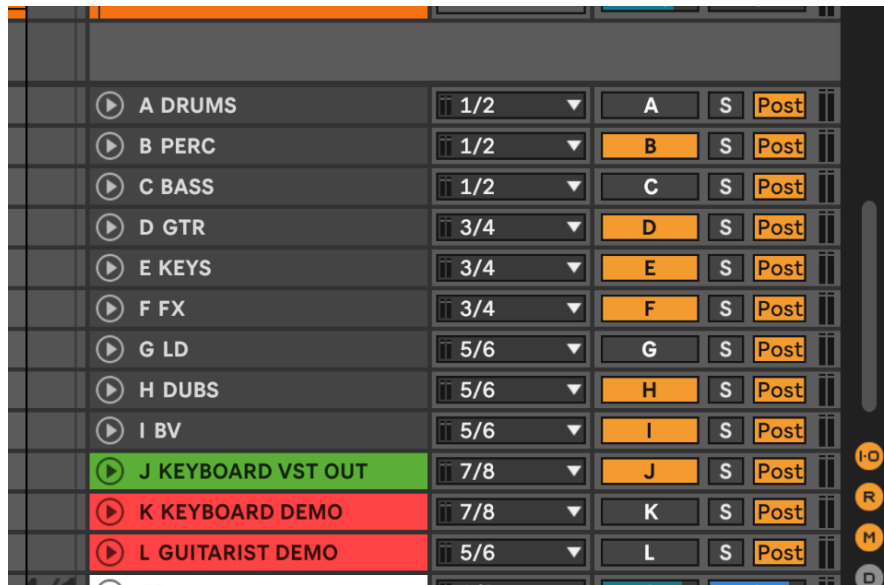 A DRUMS 1/2 A S Post
B PERC 1/2 B S Post
C BASS 1/2 C S Post
D GTR 3/4 D S Post
E KEYS 3/4 E S Post
F FX 3/4 F S Post
G LD 5/6 G S Post
H DUBS 5/6 H S Post
I BV 5/6 I S Post
I·O
J KEYBOARD VST OUT 7/8 J S Post
R
K KEYBOARD DEMO 7/8 K S Post
M
L GUITARIST DEMO 5/6 L S Post
D